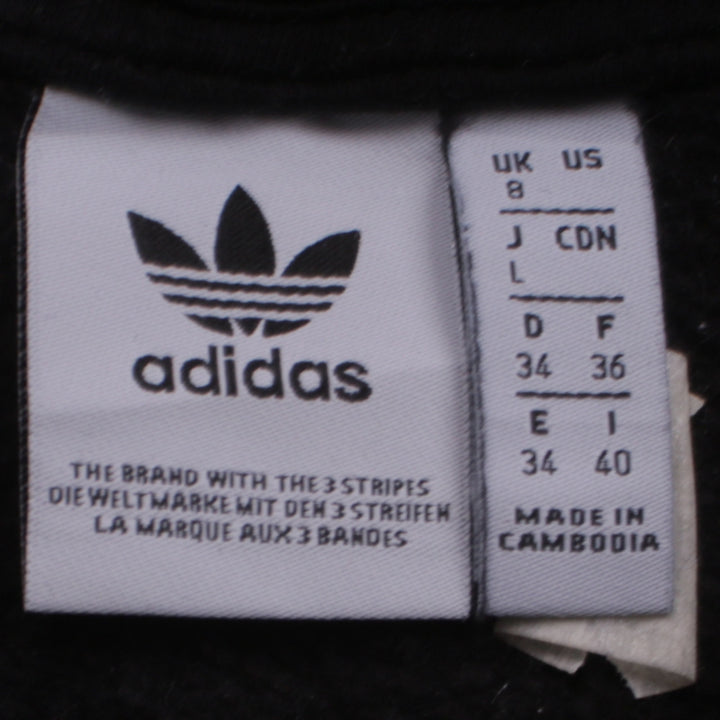 adidas
THE BRAND WITH THE 3 STRIPES
DIE WELTMARKE MIT DEN 3 STREIFEN
LA MARQUE AUX 3 BANDES
UK US
8
J CDN
L
D F
34 36
E I
34 40
MADE IN
CAMBODIA